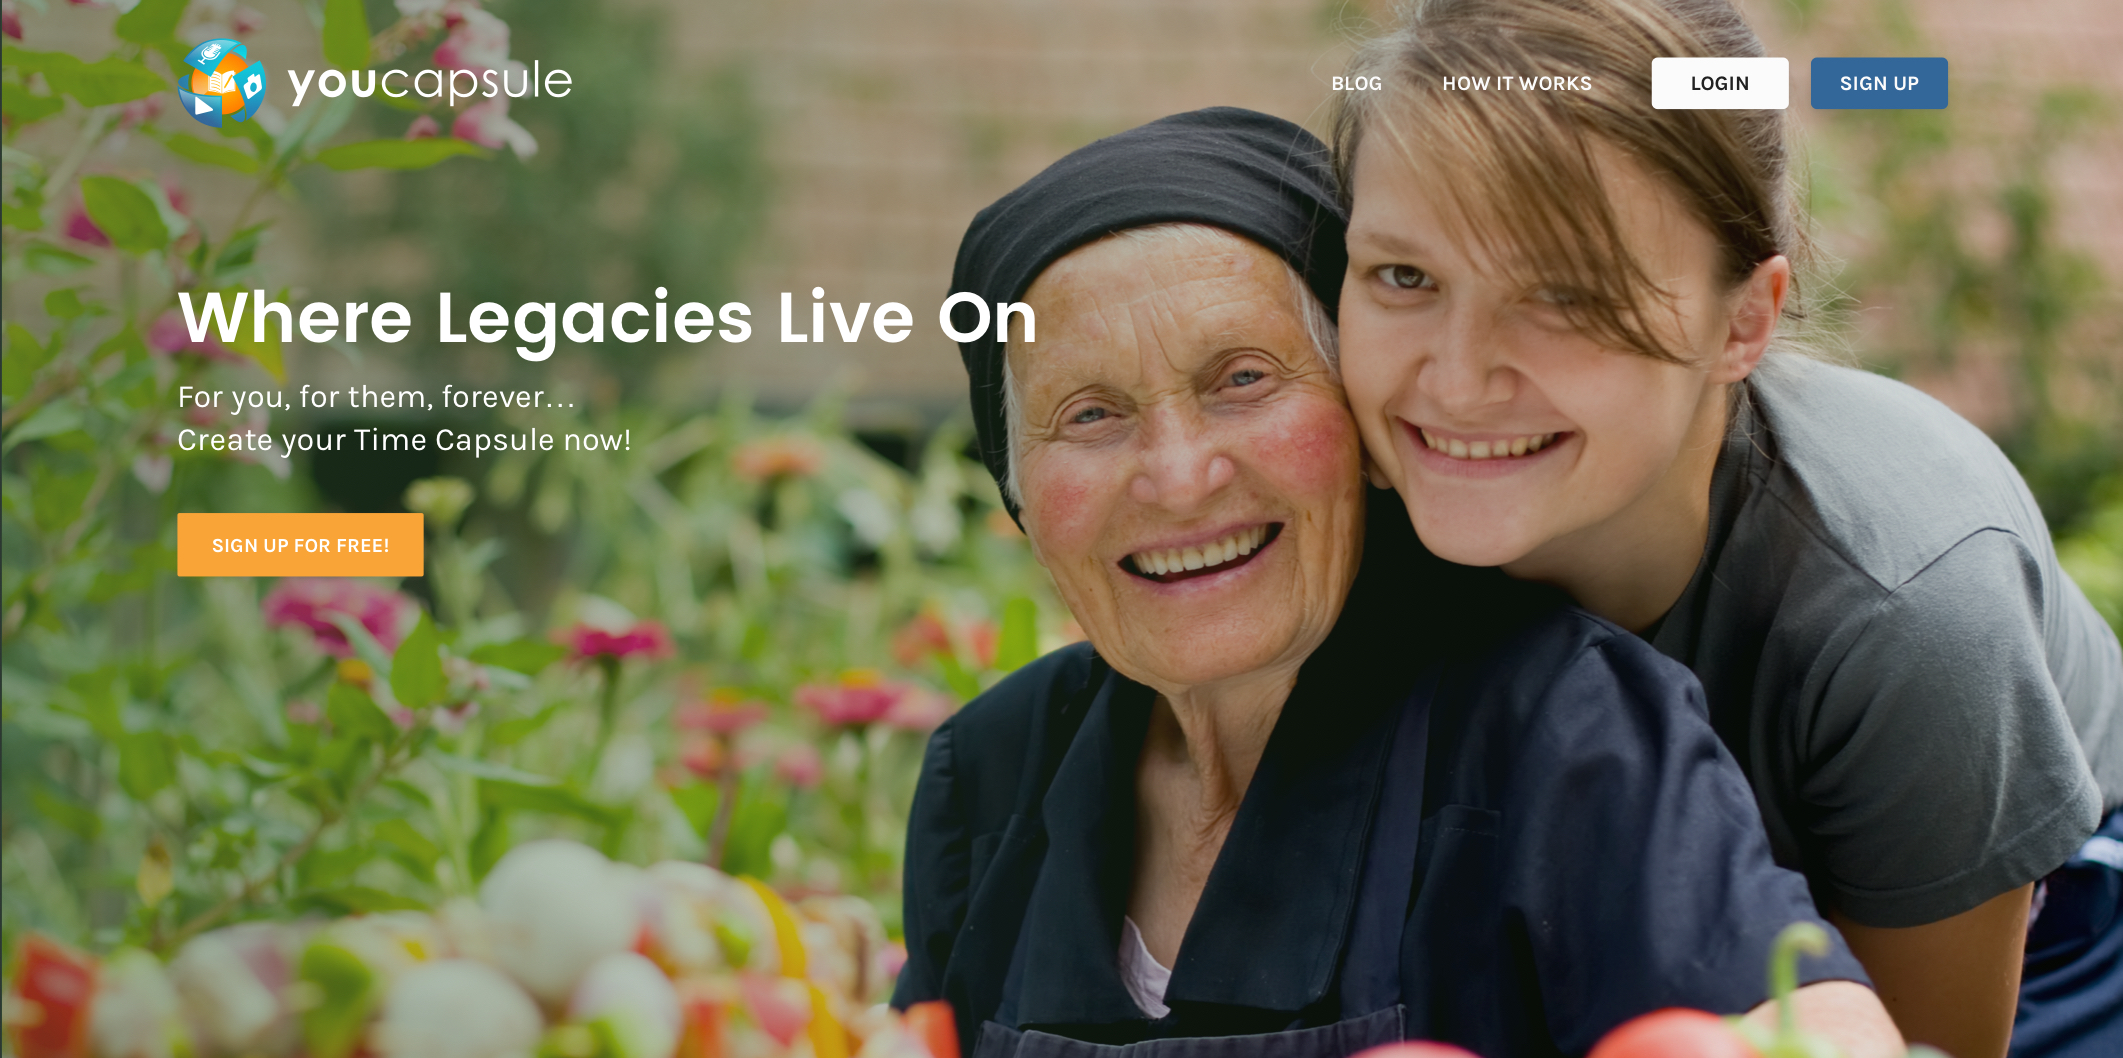 youcapsule
BLOG
HOW IT WORKS
LOGIN
SIGN UP
Where Legacies Live On
For you, for them, forever...
Create your Time Capsule now!
SIGN UP FOR FREE!